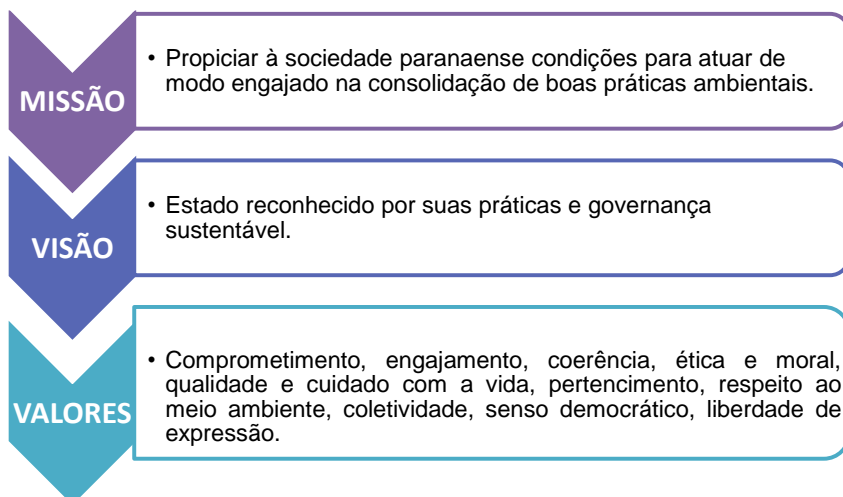 MISSÃO
• Propiciar à sociedade paranaense condições para atuar de
modo engajado na consolidação de boas práticas ambientais.
VISÃO
• Estado reconhecido por suas práticas e governança
sustentável.
VALORES
• Comprometimento, engajamento, coerência, ética e moral,
qualidade e cuidado com a vida, pertencimento, respeito ao
meio ambiente, coletividade, senso democrático, liberdade de
expressão.